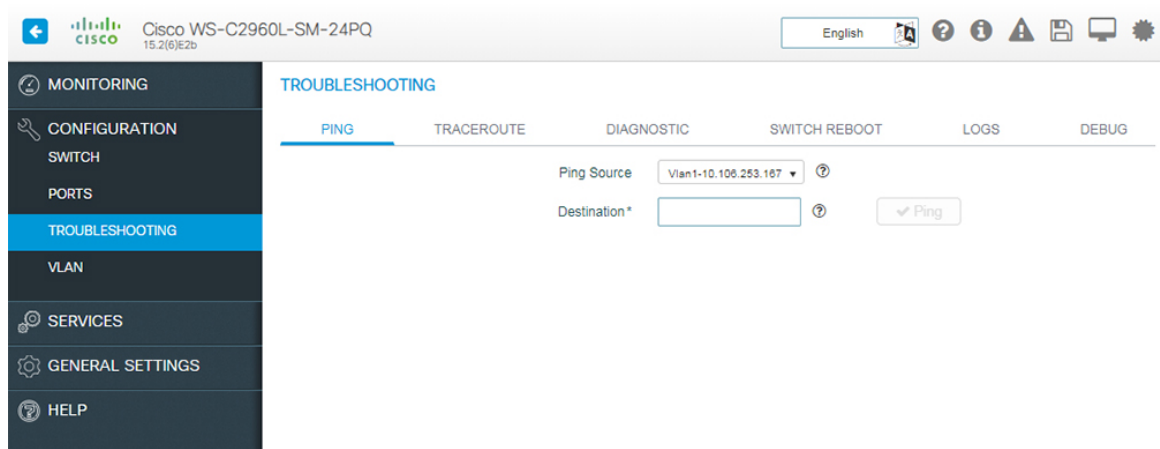 CISCO
Cisco WS-C2960L-SM-24PQ
15.2(6)E2b
English
MONITORING
CONFIGURATION
SWITCH
PORTS
TROUBLESHOOTING
VLAN
SERVICES
GENERAL SETTINGS
HELP
TROUBLESHOOTING
PING TRACEROUTE DIAGNOSTIC SWITCH REBOOT LOGS DEBUG
Ping Source Vlan1-10.106.253.167
Destination* Ping